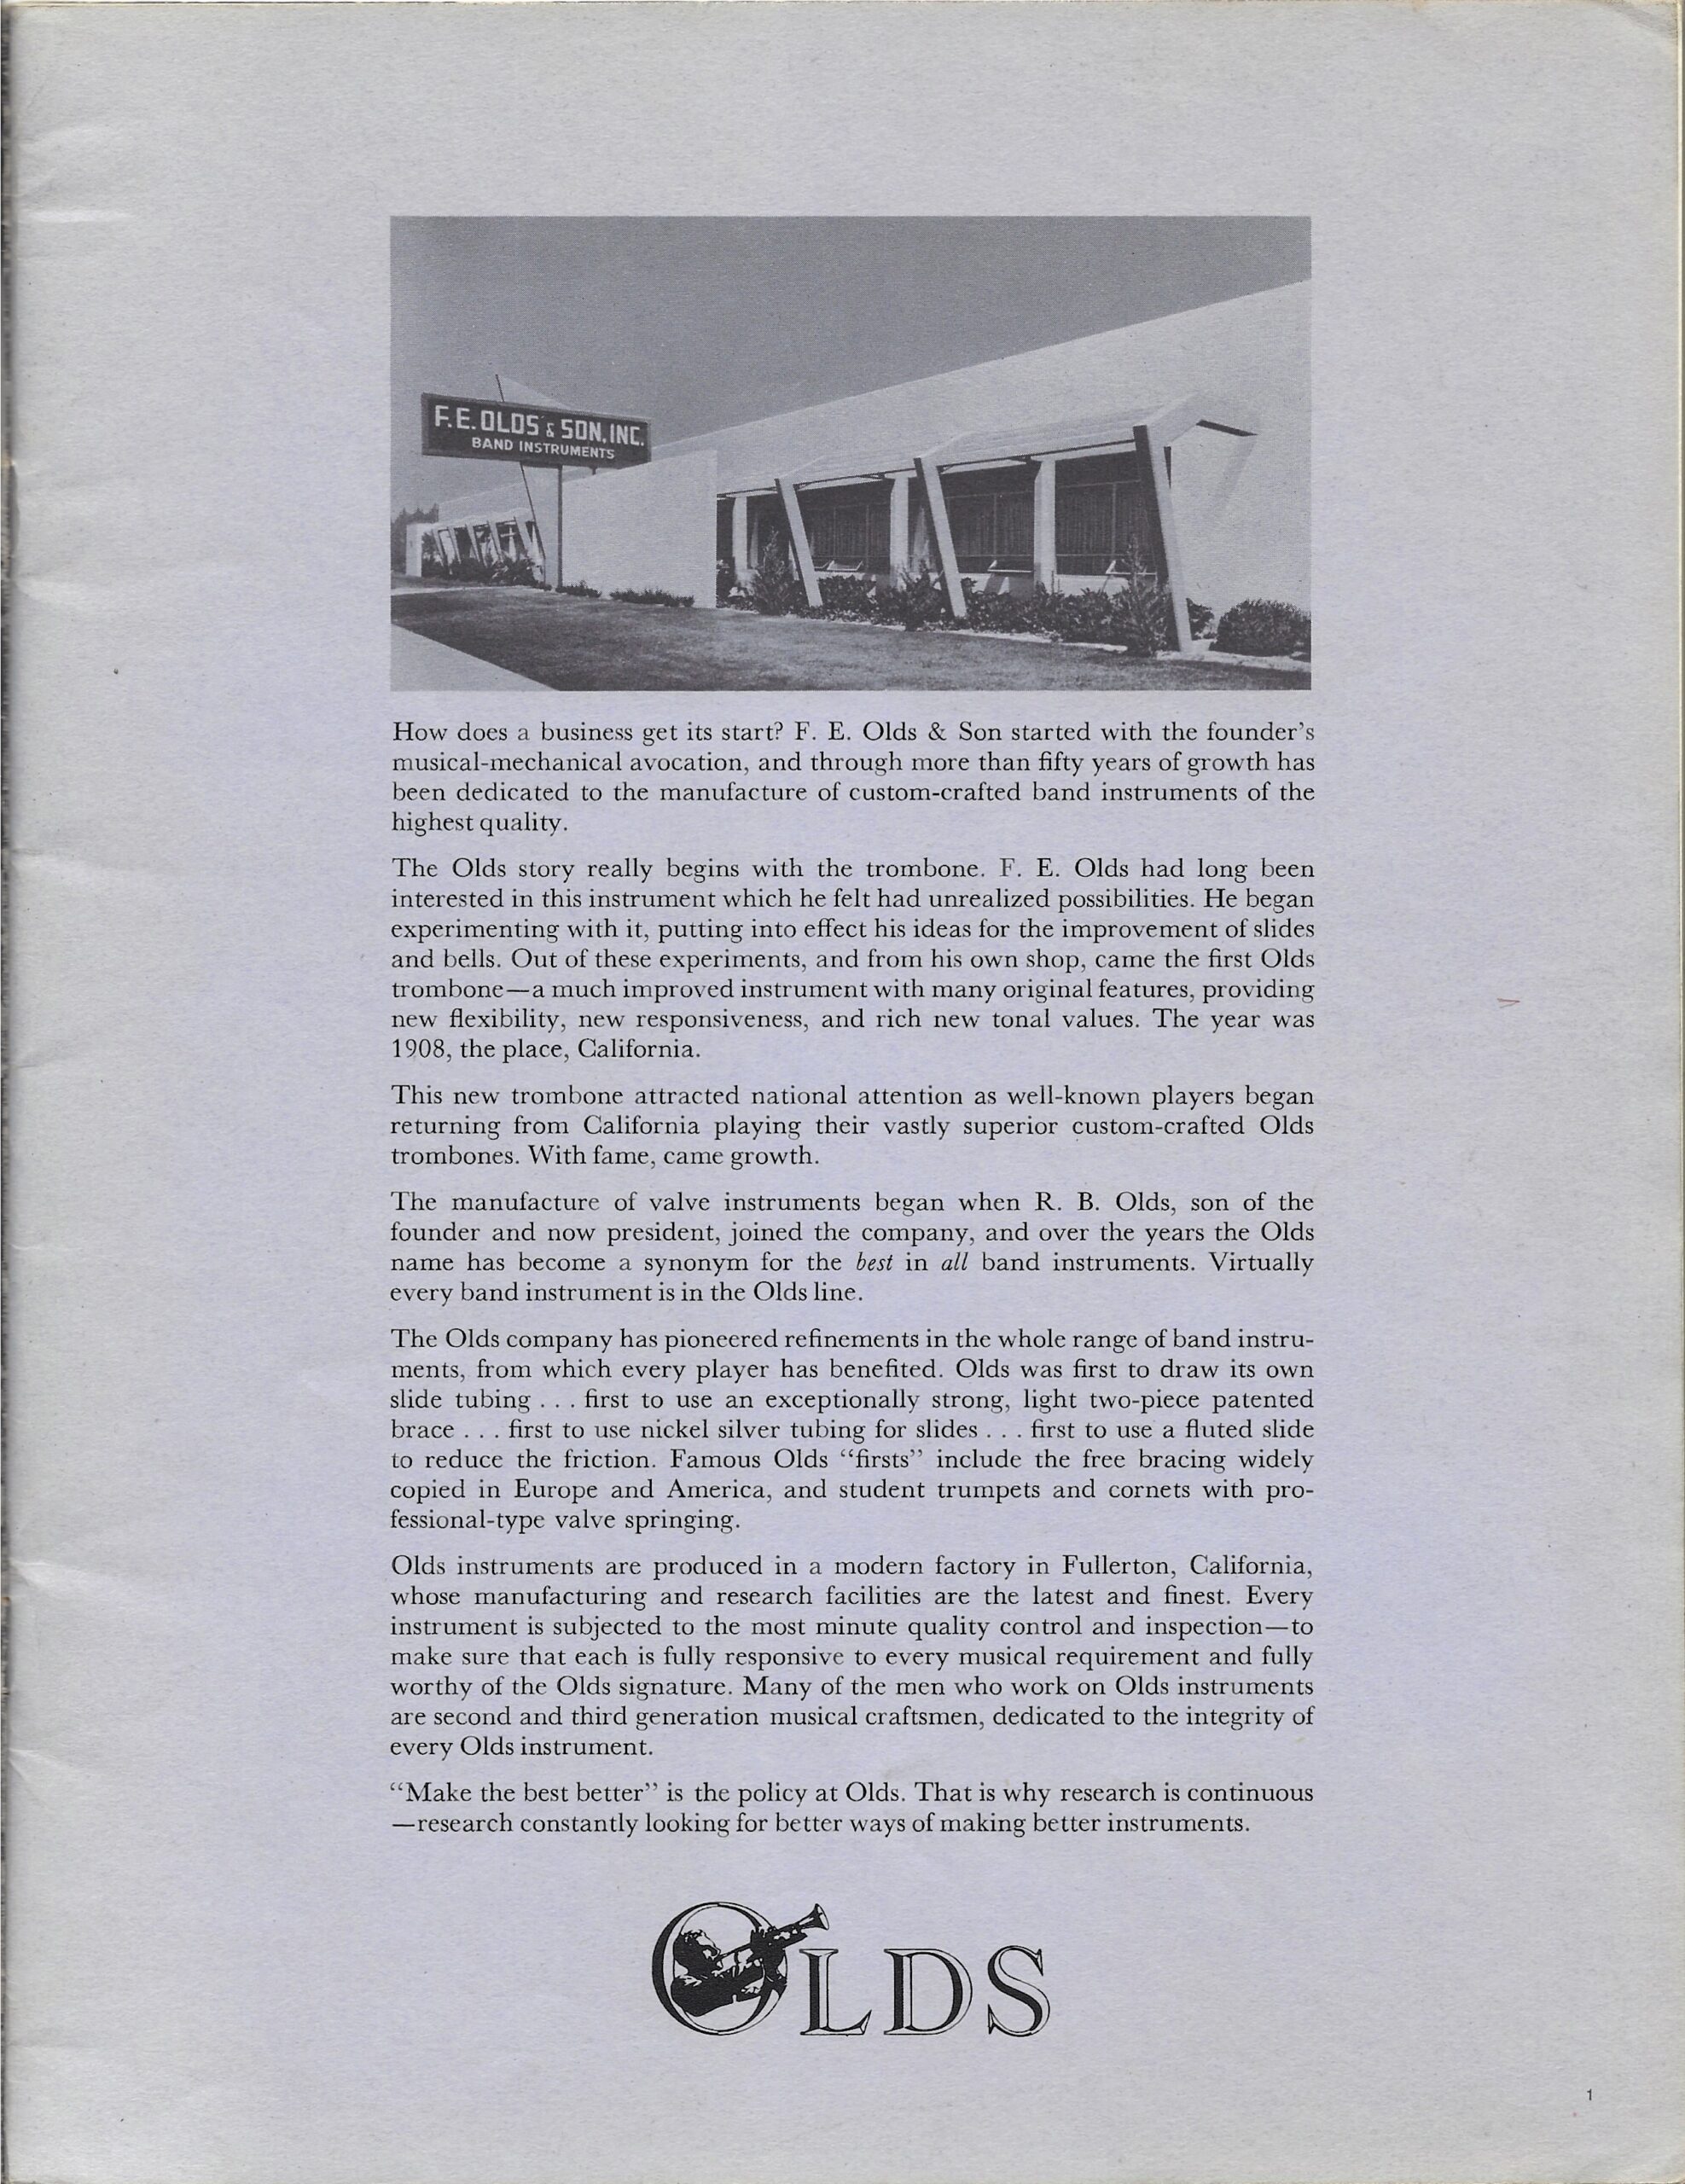 F.E. OLDS & SON, INC.
BAND INSTRUMENTS
How does a business get its start? F. E. Olds & Son started with the founder's
musical-mechanical avocation, and through more than fifty years of growth has
been dedicated to the manufacture of custom-crafted band instruments of the
highest quality.
The Olds story really begins with the trombone. F. E. Olds had long been
interested in this instrument which he felt had unrealized possibilities. He began
experimenting with it, putting into effect his ideas for the improvement of slides
and bells. Out of these experiments, and from his own shop, came the first Olds
trombone—a much improved instrument with many original features, providing
new flexibility, new responsiveness, and rich new tonal values. The year was
1908, the place, California.
This new trombone attracted national attention as well-known players began
returning from California playing their vastly superior custom-crafted Olds
trombones. With fame, came growth.
The manufacture of valve instruments began when R. B. Olds, son of the
founder and now president, joined the company, and over the years the Olds
name has become a synonym for the best in all band instruments. Virtually
every band instrument is in the Olds line.
The Olds company has pioneered refinements in the whole range of band instru-
ments, from which every player has benefited. Olds was first to draw its own
slide tubing . . . first to use an exceptionally strong, light two-piece patented
brace . . . first to use nickel silver tubing for slides . . . first to use a fluted slide
to reduce the friction. Famous Olds “firsts” include the free bracing widely
copied in Europe and America, and student trumpets and cornets with pro-
fessional-type valve springing.
Olds instruments are produced in a modern factory in Fullerton, California,
whose manufacturing and research facilities are the latest and finest. Every
instrument is subjected to the most minute quality control and inspection—to
make sure that each is fully responsive to every musical requirement and fully
worthy of the Olds signature. Many of the men who work on Olds instruments
are second and third generation musical craftsmen, dedicated to the integrity of
every Olds instrument.
“Make the best better” is the policy at Olds. That is why research is continuous
—research constantly looking for better ways of making better instruments.
OLDS
1